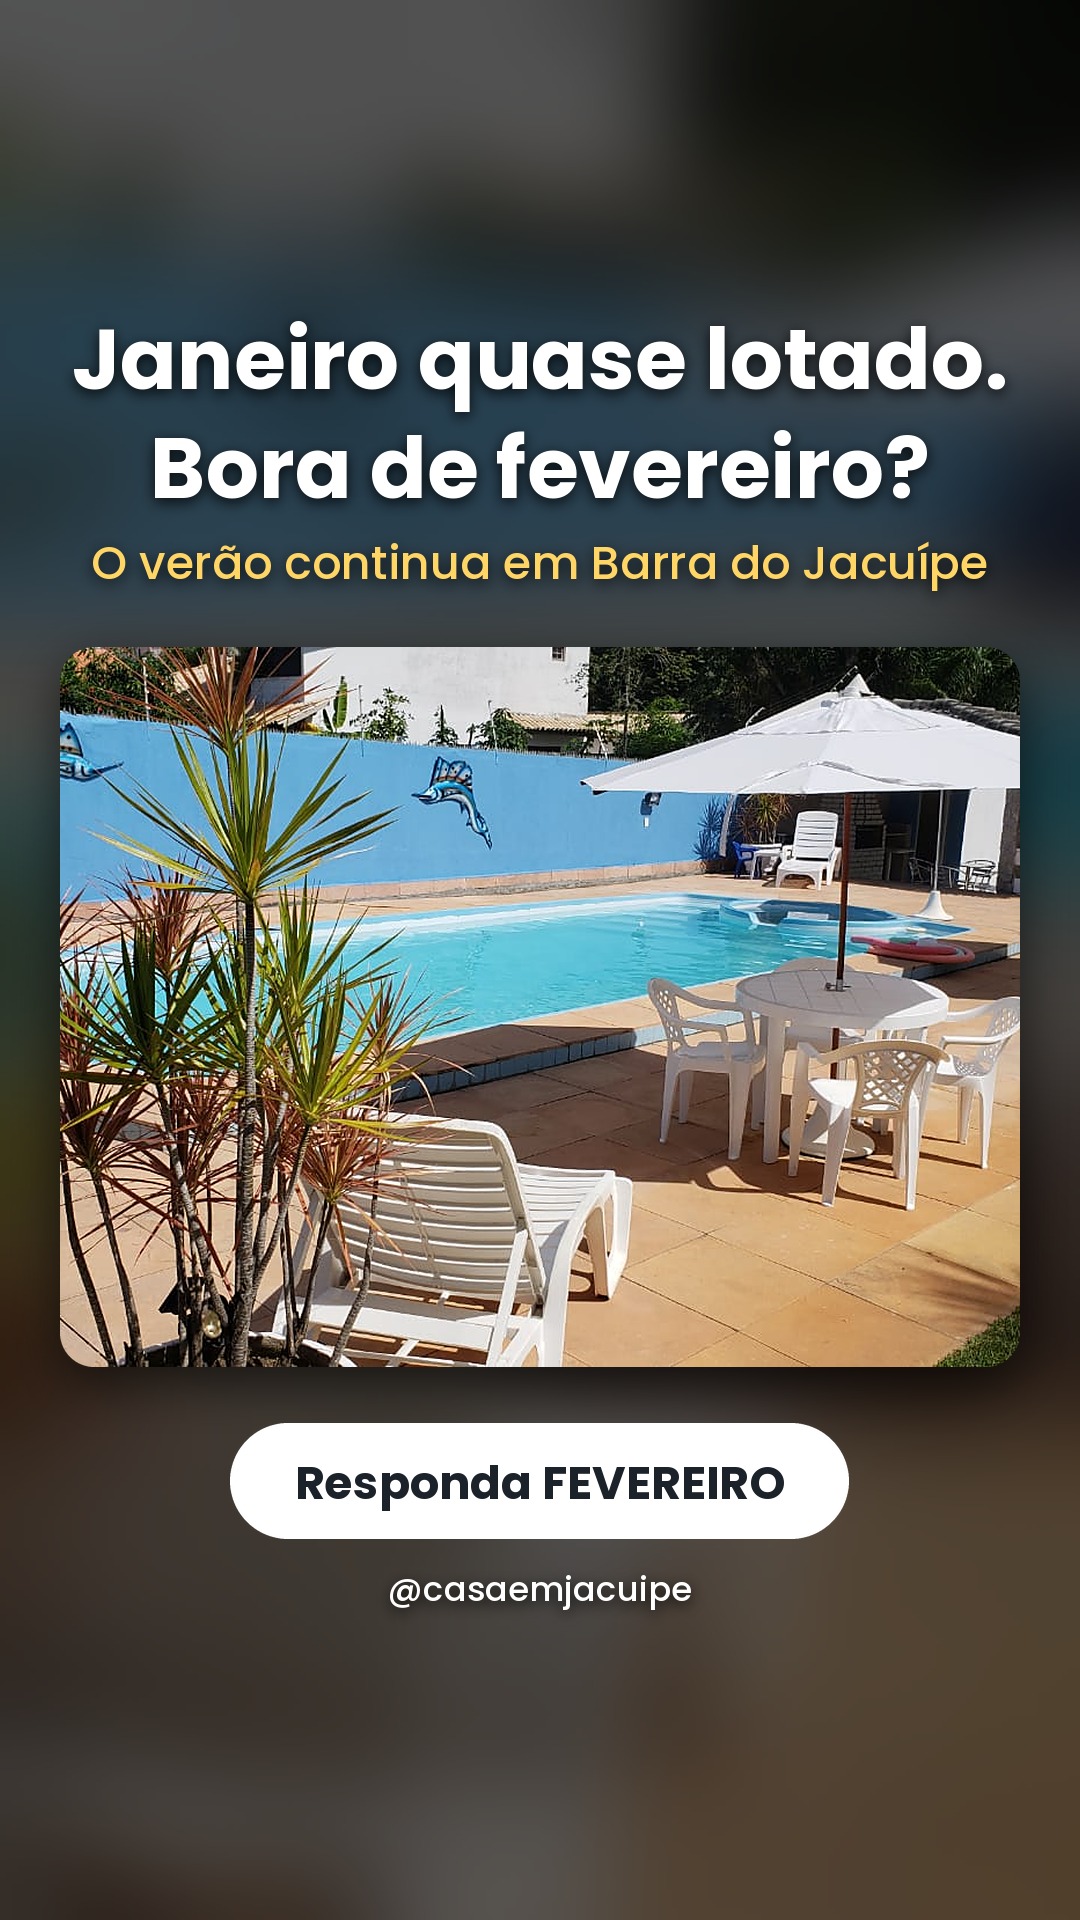 Janeiro quase lotado.
Bora de fevereiro?
O verão continua em Barra do Jacuípe
Responda FEVEREIRO
@casaemjacuipe